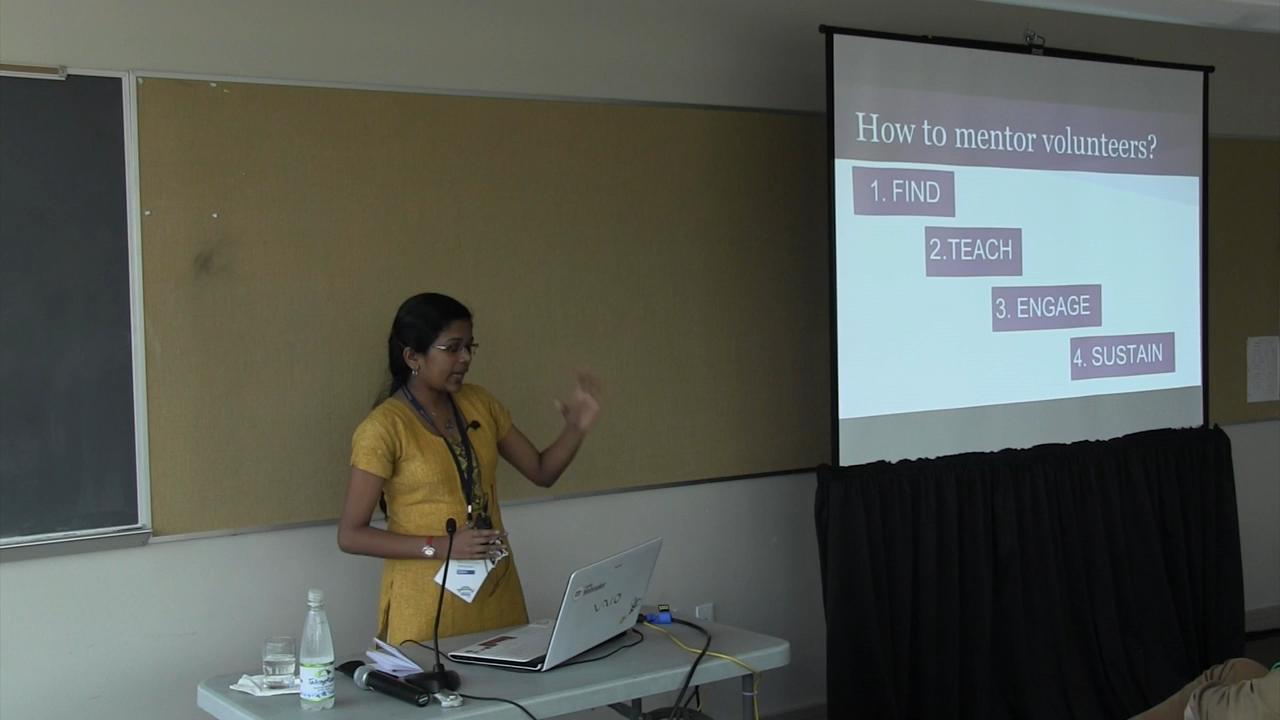 How to mentor volunteers?
1. FIND
2.TEACH
3. ENGAGE
4. SUSTAIN
VAIO